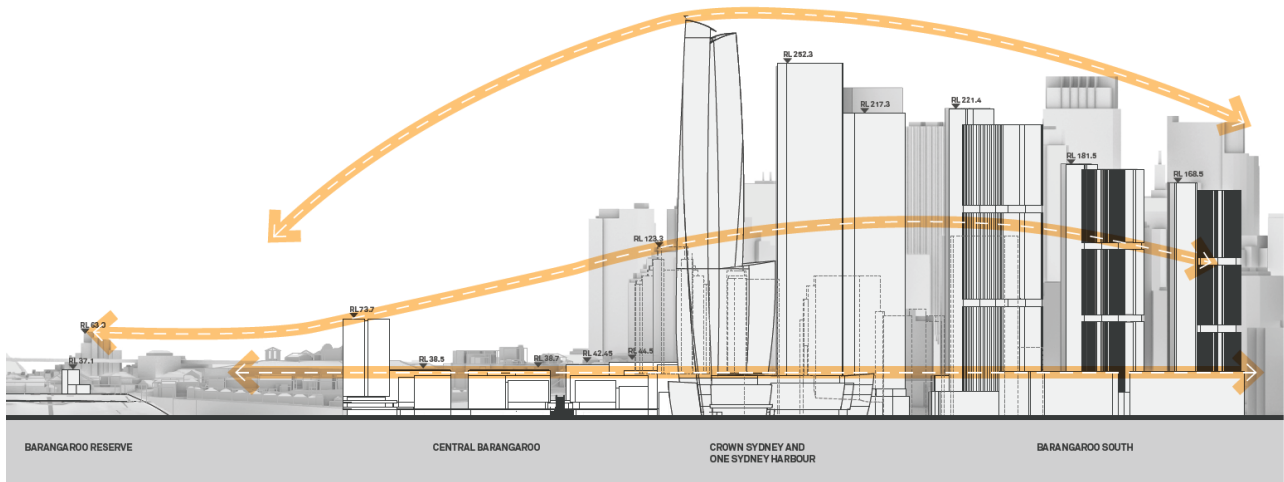 RL 252.3
RL 217.3
RL 221.4
RL 181.5
RL 168.5
RL 123.3
RL73.7
RL 63.3
RL 37.1
RL 38.5
RL 38.7
RL 42.45
RL 44.5
BARANGAROO RESERVE
CENTRAL BARANGAROO
CROWN SYDNEY AND
ONE SYDNEY HARBOUR
BARANGAROO SOUTH